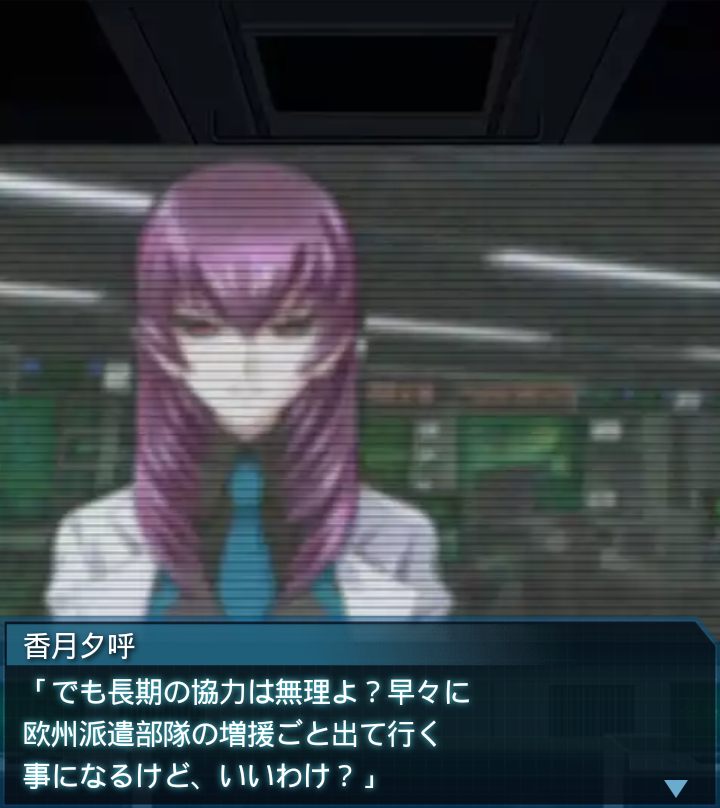 香月夕呼
「でも長期の協力は無理よ？早々に
欧州派遣部隊の増援ごと出て行く
事になるけど、いいわけ？」